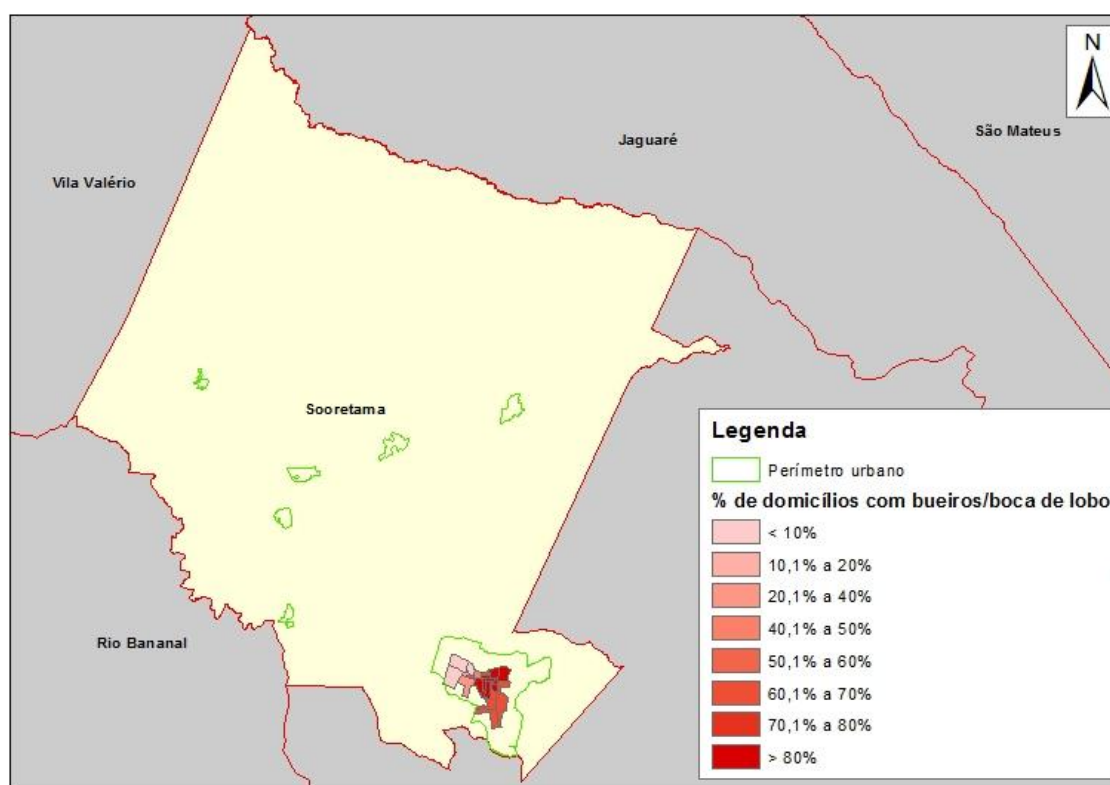 N
São Mateus
Jaguaré
Vila Valério
Sooretama
Rio Bananal
Legenda
Perímetro urbano
% de domicílios com bueiros/boca de lobo
< 10%
10,1% a 20%
20,1% a 40%
40,1% a 50%
50,1% a 60%
60,1% a 70%
70,1% a 80%
> 80%